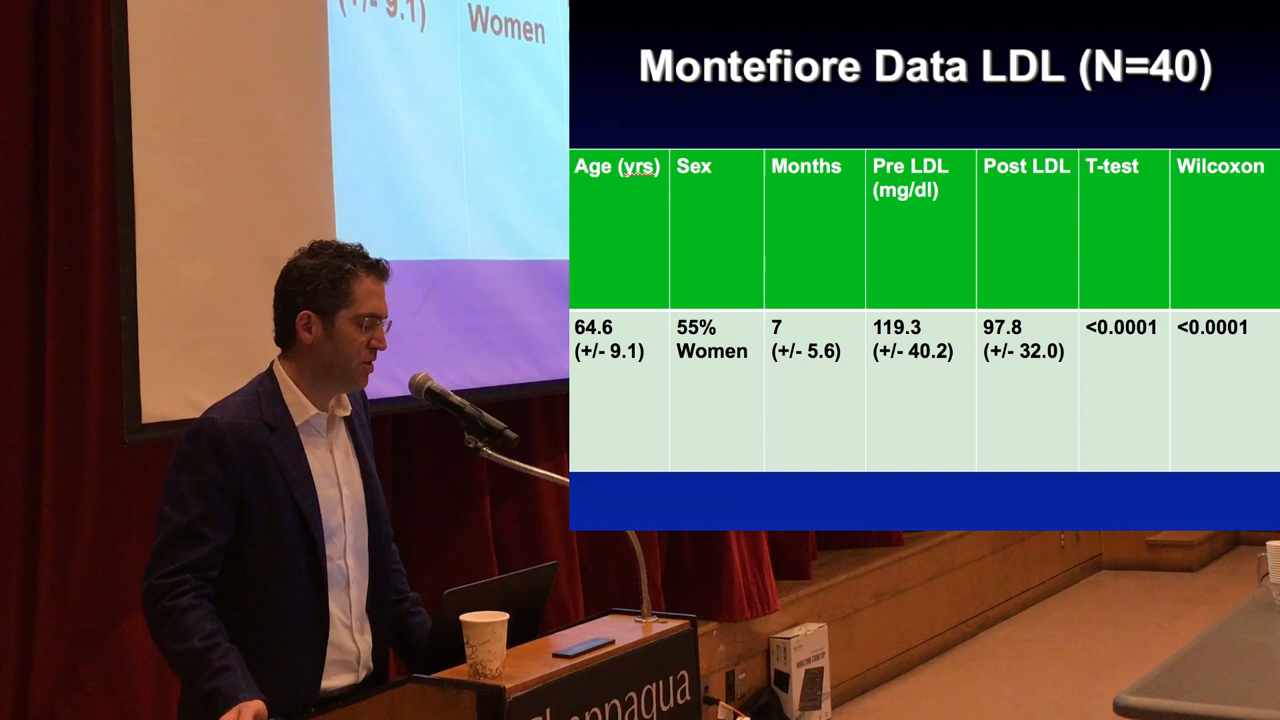 (+/- 9.1)
Women
Montefiore Data LDL (N=40)
Age (yrs) Sex Months Pre LDL (mg/dl) Post LDL T-test Wilcoxon
64.6 (+/- 9.1) 55% Women 7 (+/- 5.6) 119.3 (+/- 40.2) 97.8 (+/- 32.0) <0.0001 <0.0001
Chappaqua